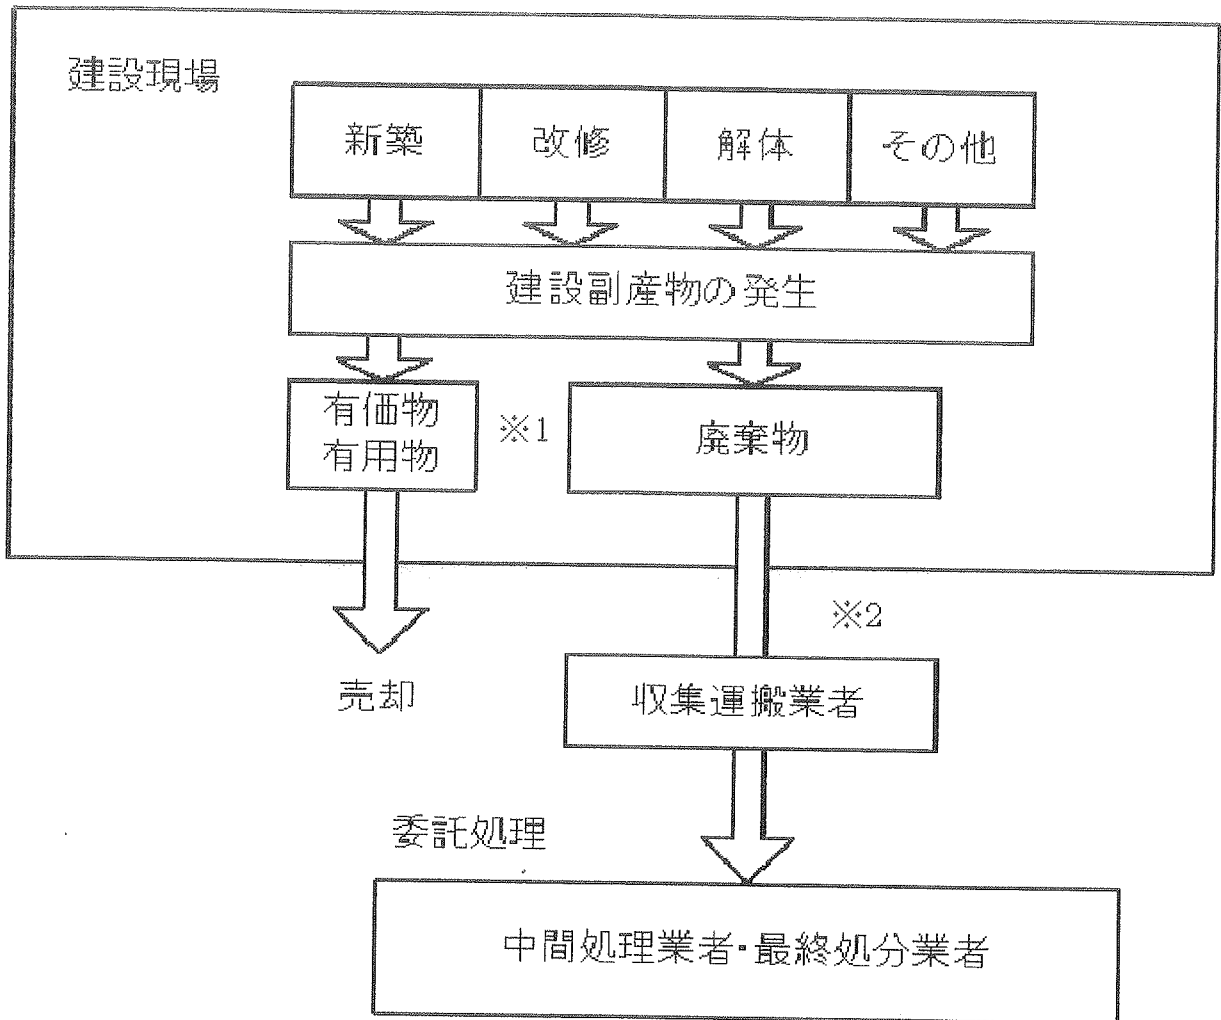 建設現場
新築
改修
解体
その他
建設副産物の発生
有価物
有用物
※1
廃棄物
※2
売却
収集運搬業者
委託処理
中間処理業者・最終処分業者